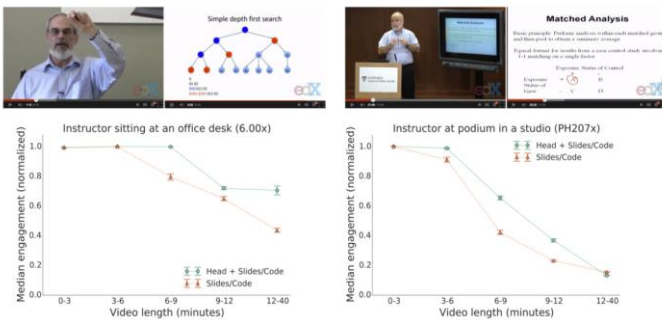 Simple depth first search
edX
Matched Analysis
Basic principle: Perform analysis within each matched group
and then pool to obtain a summary average
Typical format for results from a case control study involving
1-1 matching on a single factor
Exposure Status of Control
Exposure
Status of
Case
+
B
-
C
D
edX
Instructor sitting at an office desk (6.00x)
Median engagement (normalized)
1.0
0.8
0.6
0.4
0.2
0.0
Head + Slides/Code
Slides/Code
0-3
3-6
6-9
9-12
12-40
Video length (minutes)
Instructor at podium in a studio (PH207x)
Median engagement (normalized)
1.0
0.8
0.6
0.4
0.2
0.0
Head + Slides/Code
Slides/Code
0-3
3-6
6-9
9-12
12-40
Video length (minutes)